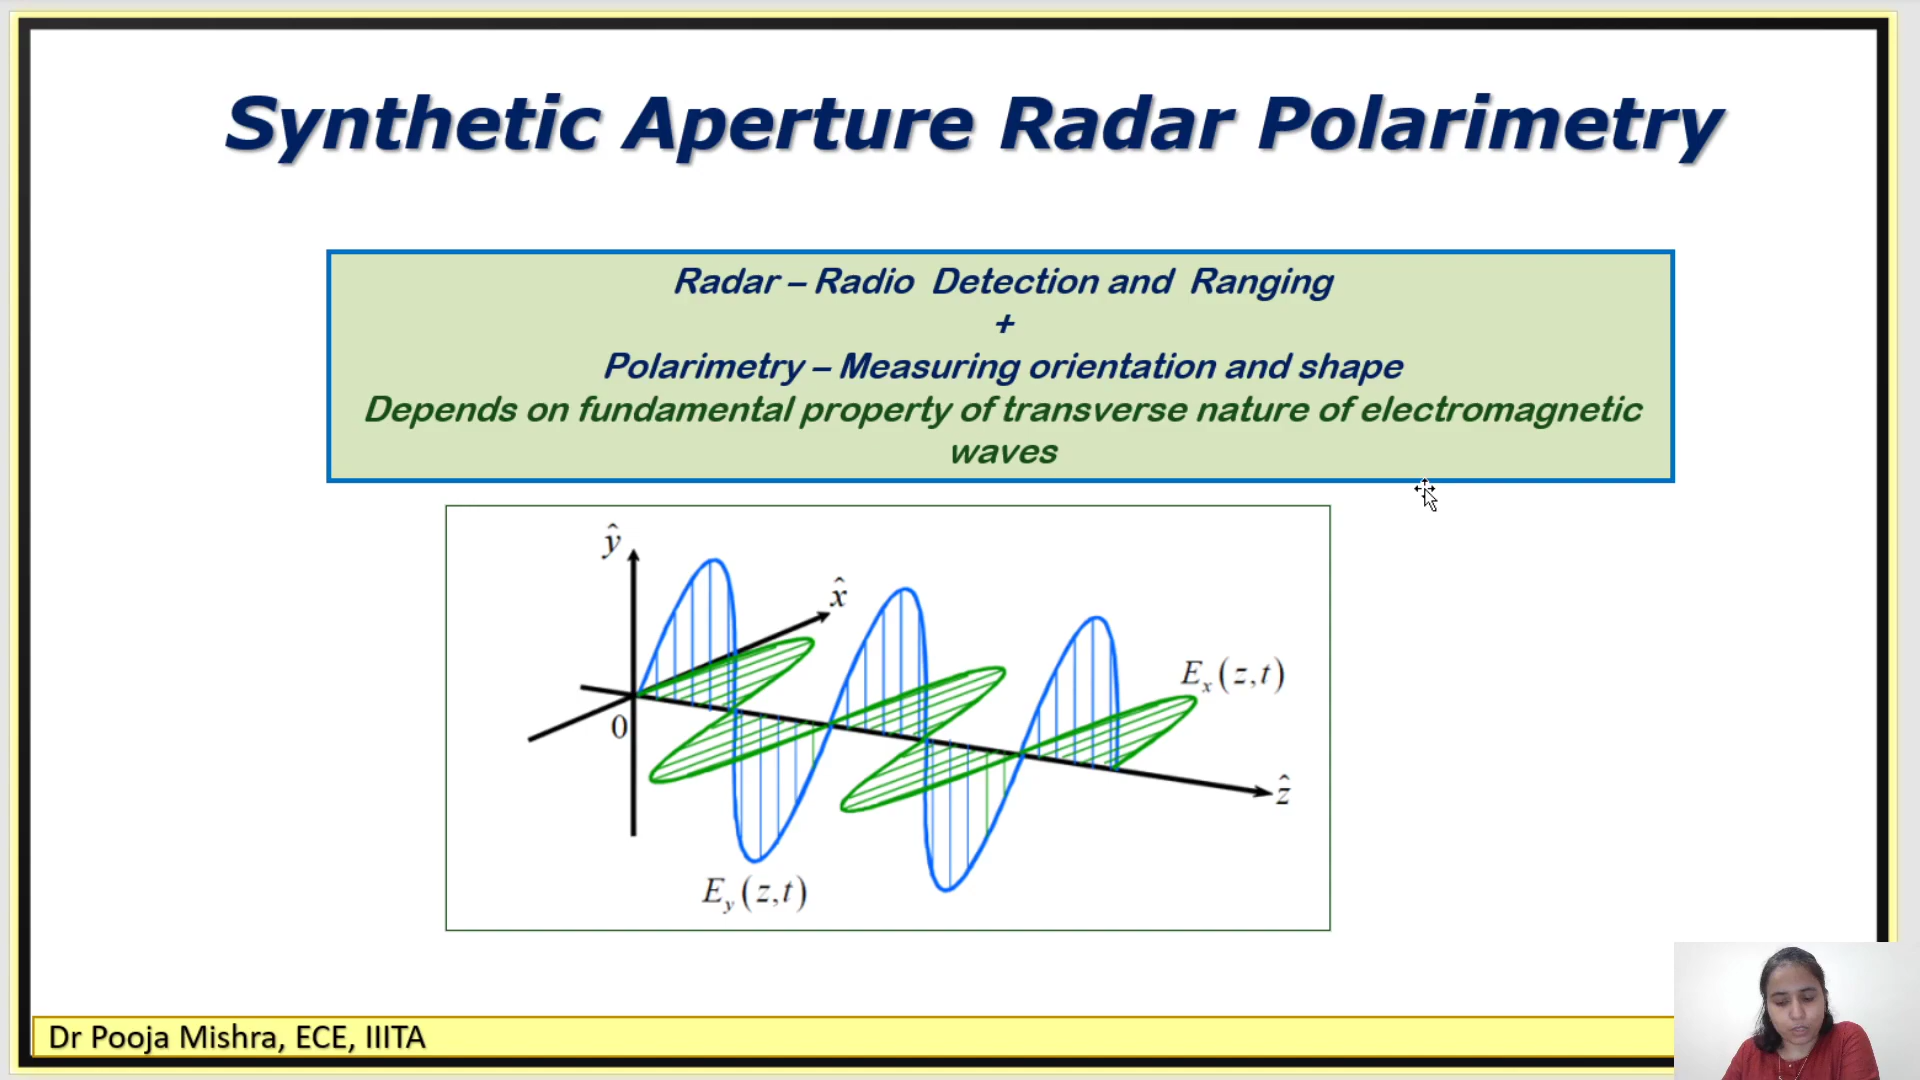 Synthetic Aperture Radar Polarimetry
Radar – Radio Detection and Ranging
+
Polarimetry – Measuring orientation and shape
Depends on fundamental property of transverse nature of electromagnetic
waves
ŷ
x̂
E_x(z,t)
0
ẑ
E_y(z,t)
Dr Pooja Mishra, ECE, IIITA